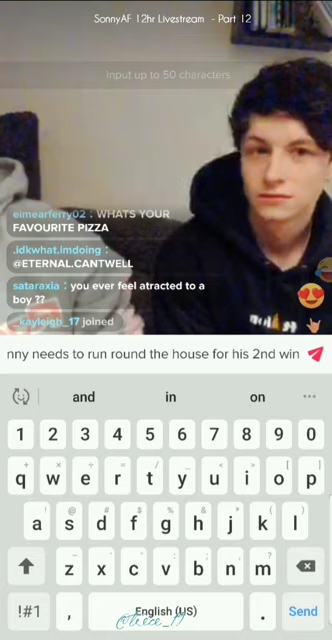 SonnyAF 12hr Livestream - Part 12
Input up to 50 characters
eimearferry02 : WHATS YOUR
FAVOURITE PIZZA
.idkwhat.imdoing :
@ETERNAL.CANTWELL
sataraxia : you ever feel atracted to a
boy ??
_kayleigh_17 joined
nny needs to run round the house for his 2nd win
and in on
1 2 3 4 5 6 7 8 9 0
q w e r t y u i o p
a s d f g h j k l
z x c v b n m
!#1 , English (US) . Send